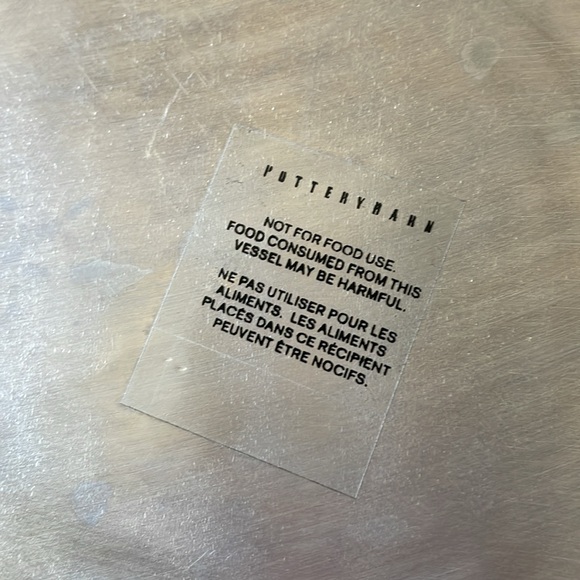 POTTERYBARN
NOT FOR FOOD USE.
FOOD CONSUMED FROM THIS
VESSEL MAY BE HARMFUL.
NE PAS UTILISER POUR LES
ALIMENTS. LES ALIMENTS
PLACÉS DANS CE RÉCIPIENT
PEUVENT ÊTRE NOCIFS.